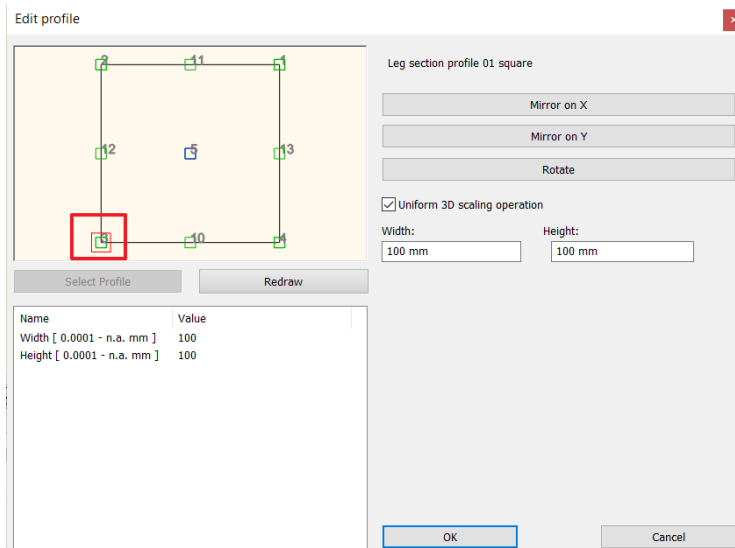 Edit profile
2 11 1
12 5 13
3 10 4
Leg section profile 01 square
Mirror on X
Mirror on Y
Rotate
Uniform 3D scaling operation
Width: Height:
100 mm 100 mm
Select Profile Redraw
Name Value
Width [ 0.0001 - n.a. mm ] 100
Height [ 0.0001 - n.a. mm ] 100
OK Cancel